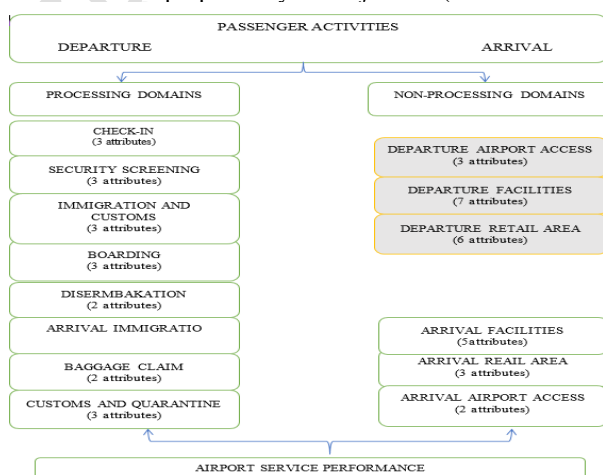 PASSENGER ACTIVITIES
DEPARTURE ARRIVAL
PROCESSING DOMAINS
CHECK-IN
(3 attributes)
SECURITY SCREENING
(3 attributes)
IMMIGRATION AND
CUSTOMS
(3 attributes)
BOARDING
(3 attributes)
DISERMBAKATION
(2 attributes)
ARRIVAL IMMIGRATIO
BAGGAGE CLAIM
(2 attributes)
CUSTOMS AND QUARANTINE
(3 attributes)
NON-PROCESSING DOMAINS
DEPARTURE AIRPORT ACCESS
(3 attributes)
DEPARTURE FACILITIES
(7 attributes)
DEPARTURE RETAIL AREA
(6 attributes)
ARRIVAL FACILITIES
(5attributes)
ARRIVAL REAIL AREA
(3 attributes)
ARRIVAL AIRPORT ACCESS
(2 attributes)
AIRPORT SERVICE PERFORMANCE